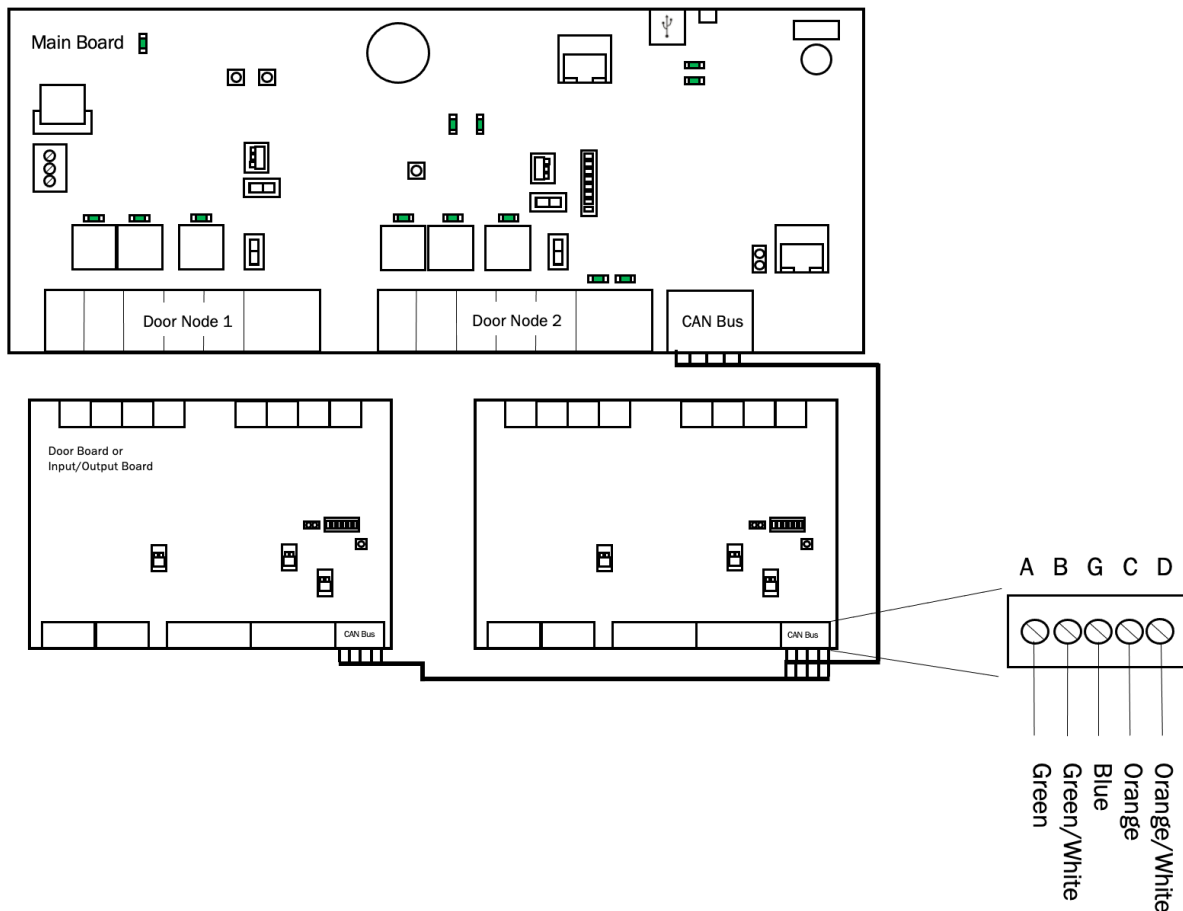 Main Board
Door Node 1
Door Node 2
CAN Bus
Door Board or
Input/Output Board
CAN Bus
CAN Bus
A B G C D
Green
Green/White
Blue
Orange
Orange/White